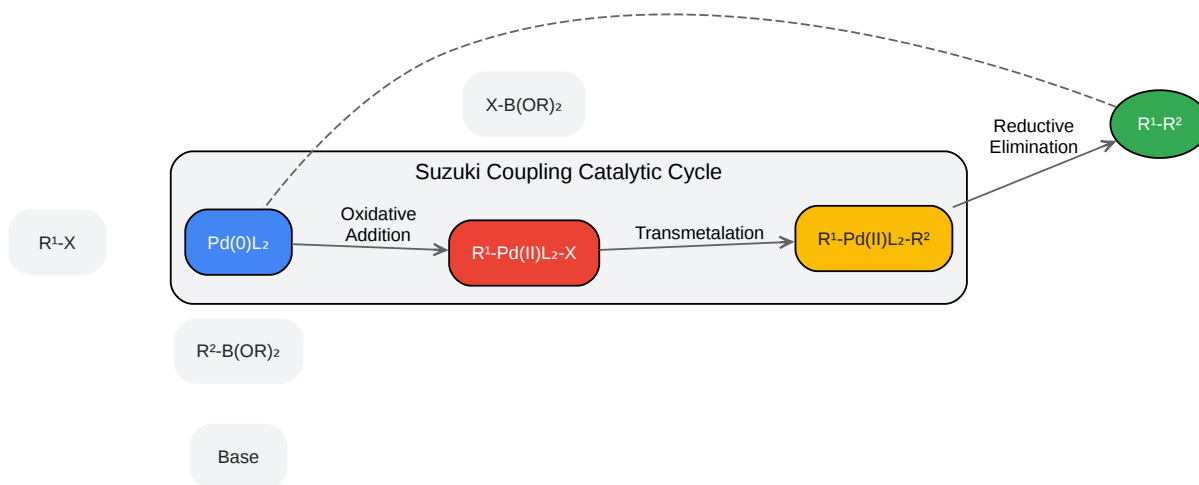 X-B(OR)₂
R¹-R²
Reductive
Elimination
Suzuki Coupling Catalytic Cycle
R¹-X
Pd(0)L₂
Oxidative
Addition
R¹-Pd(II)L₂-X
Transmetalation
R¹-Pd(II)L₂-R²
R²-B(OR)₂
Base